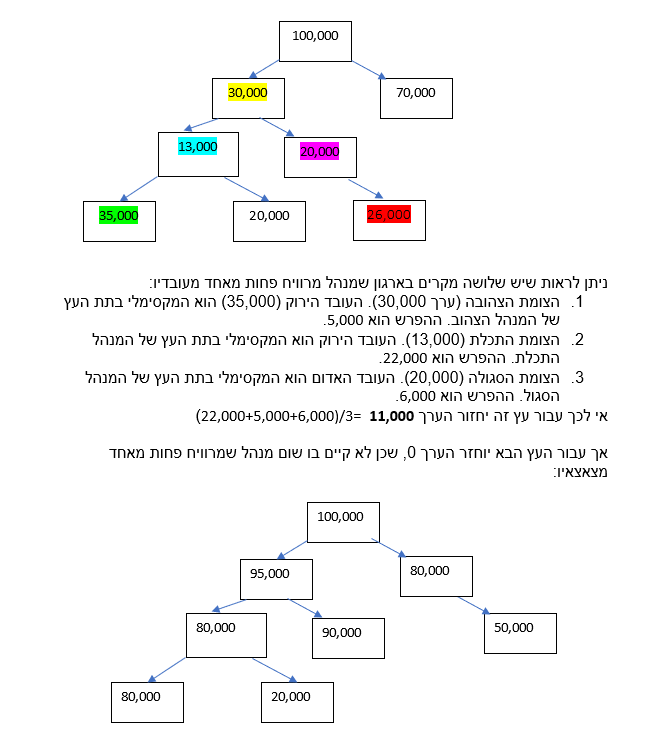 100,000
30,000
70,000
13,000
20,000
35,000
20,000
26,000
ניתן לראות שיש שלושה מקרים בארגון שמנהל מרוויח פחות מאחד מעובדיו:
1. הצומת הצהובה (ערך 30,000). העובד הירוק (35,000) הוא המקסימלי בתת העץ
של המנהל הצהוב. ההפרש הוא 5,000.
2. הצומת התכלת (13,000). העובד הירוק הוא המקסימלי בתת העץ של המנהל
התכלת. ההפרש הוא 22,000.
3. הצומת הסגולה (20,000). העובד האדום הוא המקסימלי בתת העץ של המנהל
הסגול. ההפרש הוא 6,000.
אי לכך עבור עץ זה יחזור הערך 11,000 =(22,000+5,000+6,000)/3
אך עבור העץ הבא יוחזר הערך 0, שכן לא קיים בו שום מנהל שמרוויח פחות מאחד
מצאצאיו:
100,000
95,000
80,000
80,000
90,000
50,000
80,000
20,000